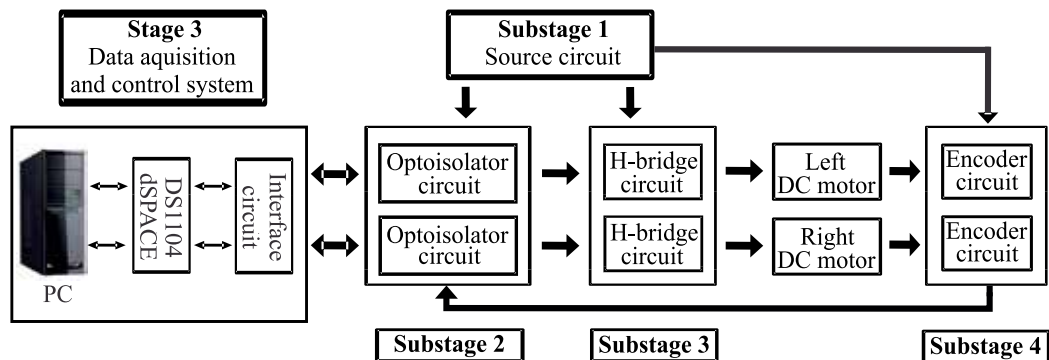 Stage 3
Data aquisition
and control system
Substage 1
Source circuit
PC
DS1104
dSPACE
Interface
circuit
Optoisolator
circuit
Optoisolator
circuit
H-bridge
circuit
H-bridge
circuit
Left
DC motor
Right
DC motor
Encoder
circuit
Encoder
circuit
Substage 2
Substage 3
Substage 4